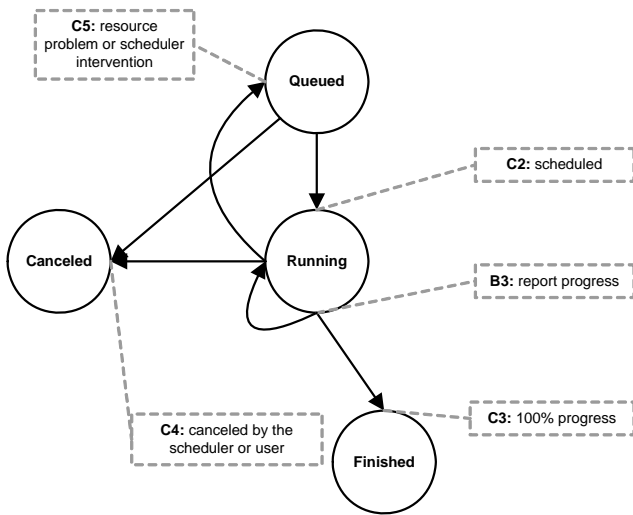 C5: resource
problem or scheduler
intervention
Queued
C2: scheduled
Canceled
Running
B3: report progress
C4: canceled by the
scheduler or user
C3: 100% progress
Finished